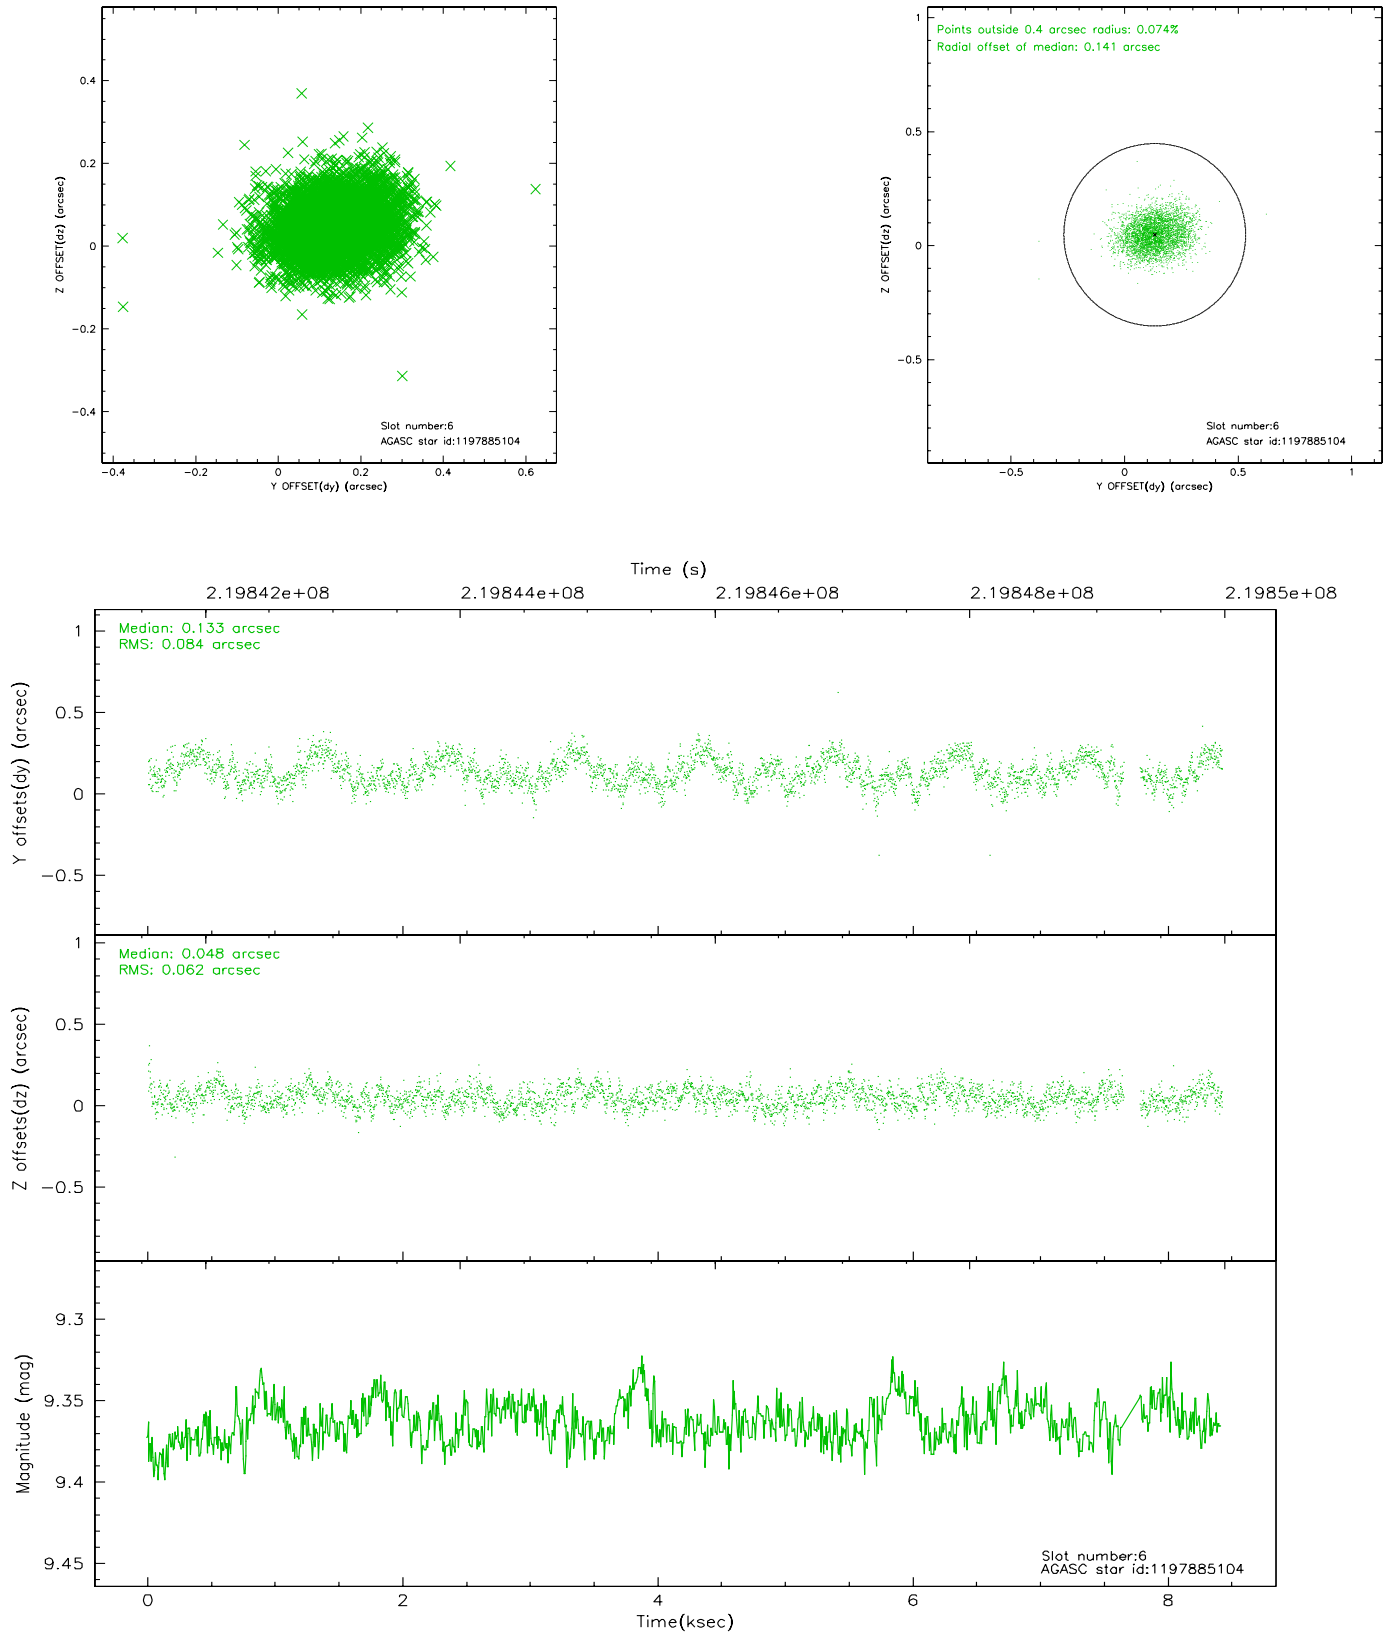 0.4
0.2
0
−0.2
−0.4
Z OFFSET(dz) (arcsec)
−0.4
−0.2
0
0.2
0.4
0.6
Y OFFSET(dy) (arcsec)
Slot number:6
AGASC star id:1197885104
Points outside 0.4 arcsec radius: 0.074%
Radial offset of median: 0.141 arcsec
1
0.5
0
−0.5
Z OFFSET(dz) (arcsec)
−0.5
0
0.5
1
Y OFFSET(dy) (arcsec)
Slot number:6
AGASC star id:1197885104
Time (s)
2.19842e+08
2.19844e+08
2.19846e+08
2.19848e+08
2.1985e+08
Median: 0.133 arcsec
RMS: 0.084 arcsec
1
0.5
0
−0.5
Y offsets(dy) (arcsec)
Median: 0.048 arcsec
RMS: 0.062 arcsec
1
0.5
0
−0.5
Z offsets(dz) (arcsec)
9.3
9.35
9.4
9.45
Magnitude (mag)
Slot number:6
AGASC star id:1197885104
0
2
4
6
8
Time(ksec)